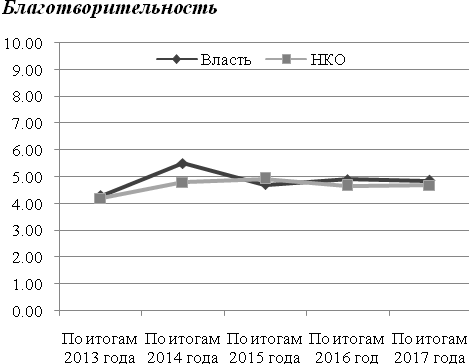 Благотворительность
10.00
9.00
8.00
7.00
6.00
5.00
4.00
3.00
2.00
1.00
0.00
Власть
НКО
По итогам
2013 года
По итогам
2014 года
По итогам
2015 года
По итогам
2016 год
По итогам
2017 года